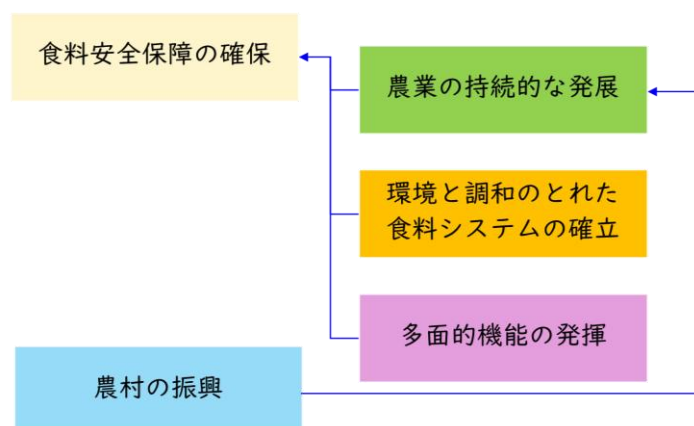 食料安全保障の確保
農業の持続的な発展
環境と調和のとれた
食料システムの確立
多面的機能の発揮
農村の振興